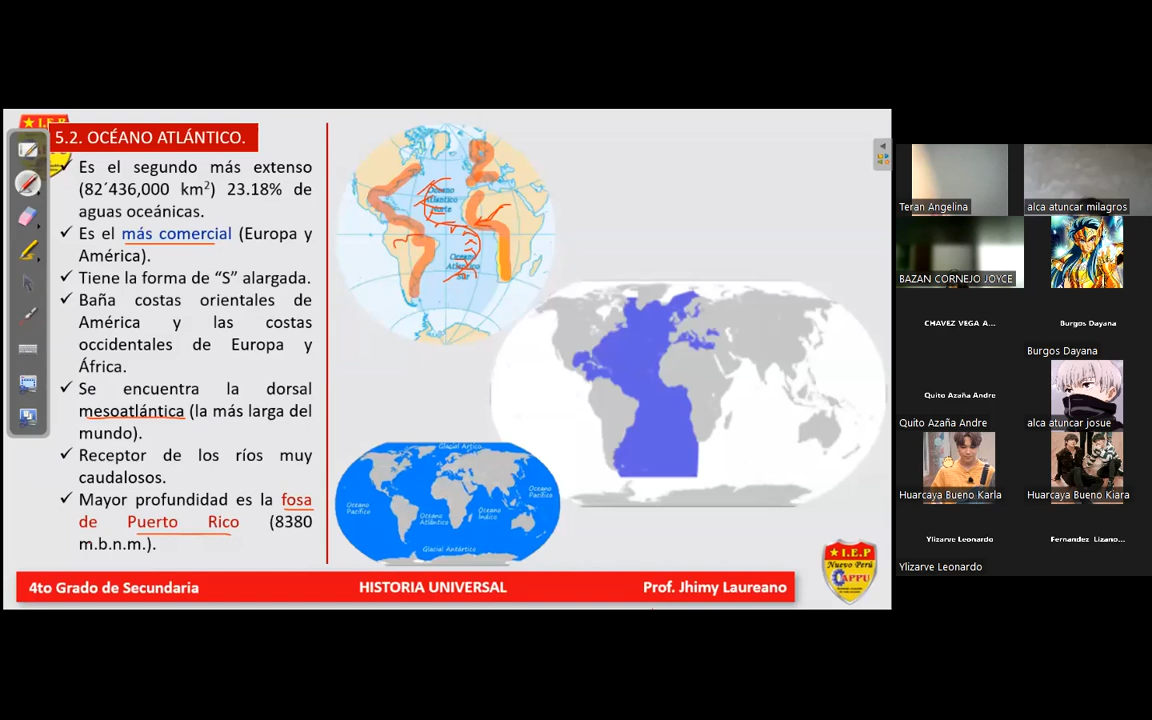 I.E.P.
5.2. OCÉANO ATLÁNTICO.
✓ Es el segundo más extenso
(82´436,000 km²) 23.18% de
aguas oceánicas.
✓ Es el más comercial (Europa y
América).
✓ Tiene la forma de “S” alargada.
✓ Baña costas orientales de
América y las costas
occidentales de Europa y
África.
✓ Se encuentra la dorsal
mesoatlántica (la más larga del
mundo).
✓ Receptor de los ríos muy
caudalosos.
✓ Mayor profundidad es la fosa
de Puerto Rico (8380
m.b.n.m.).
Océano
Atlántico
Norte
Océano
Atlántico
Sur
Glacial Ártico
Océano
Pacífico
Océano
Atlántico
Océano
Índico
Océano
Pacífico
Glacial Antártico
4to Grado de Secundaria
HISTORIA UNIVERSAL
Prof. Jhimy Laureano
I.E.P
Nuevo Perú
CAPPU
Teran Angelina
alca atuncar milagros
BAZAN CORNEJO JOYCE
CHAVEZ VEGA A...
Burgos Dayana
Burgos Dayana
Quito Azaña Andre
Quito Azaña Andre
alca atuncar josue
Huarcaya Bueno Karla
Huarcaya Bueno Kiara
Ylizarve Leonardo
Fernandez Lizano...
Ylizarve Leonardo